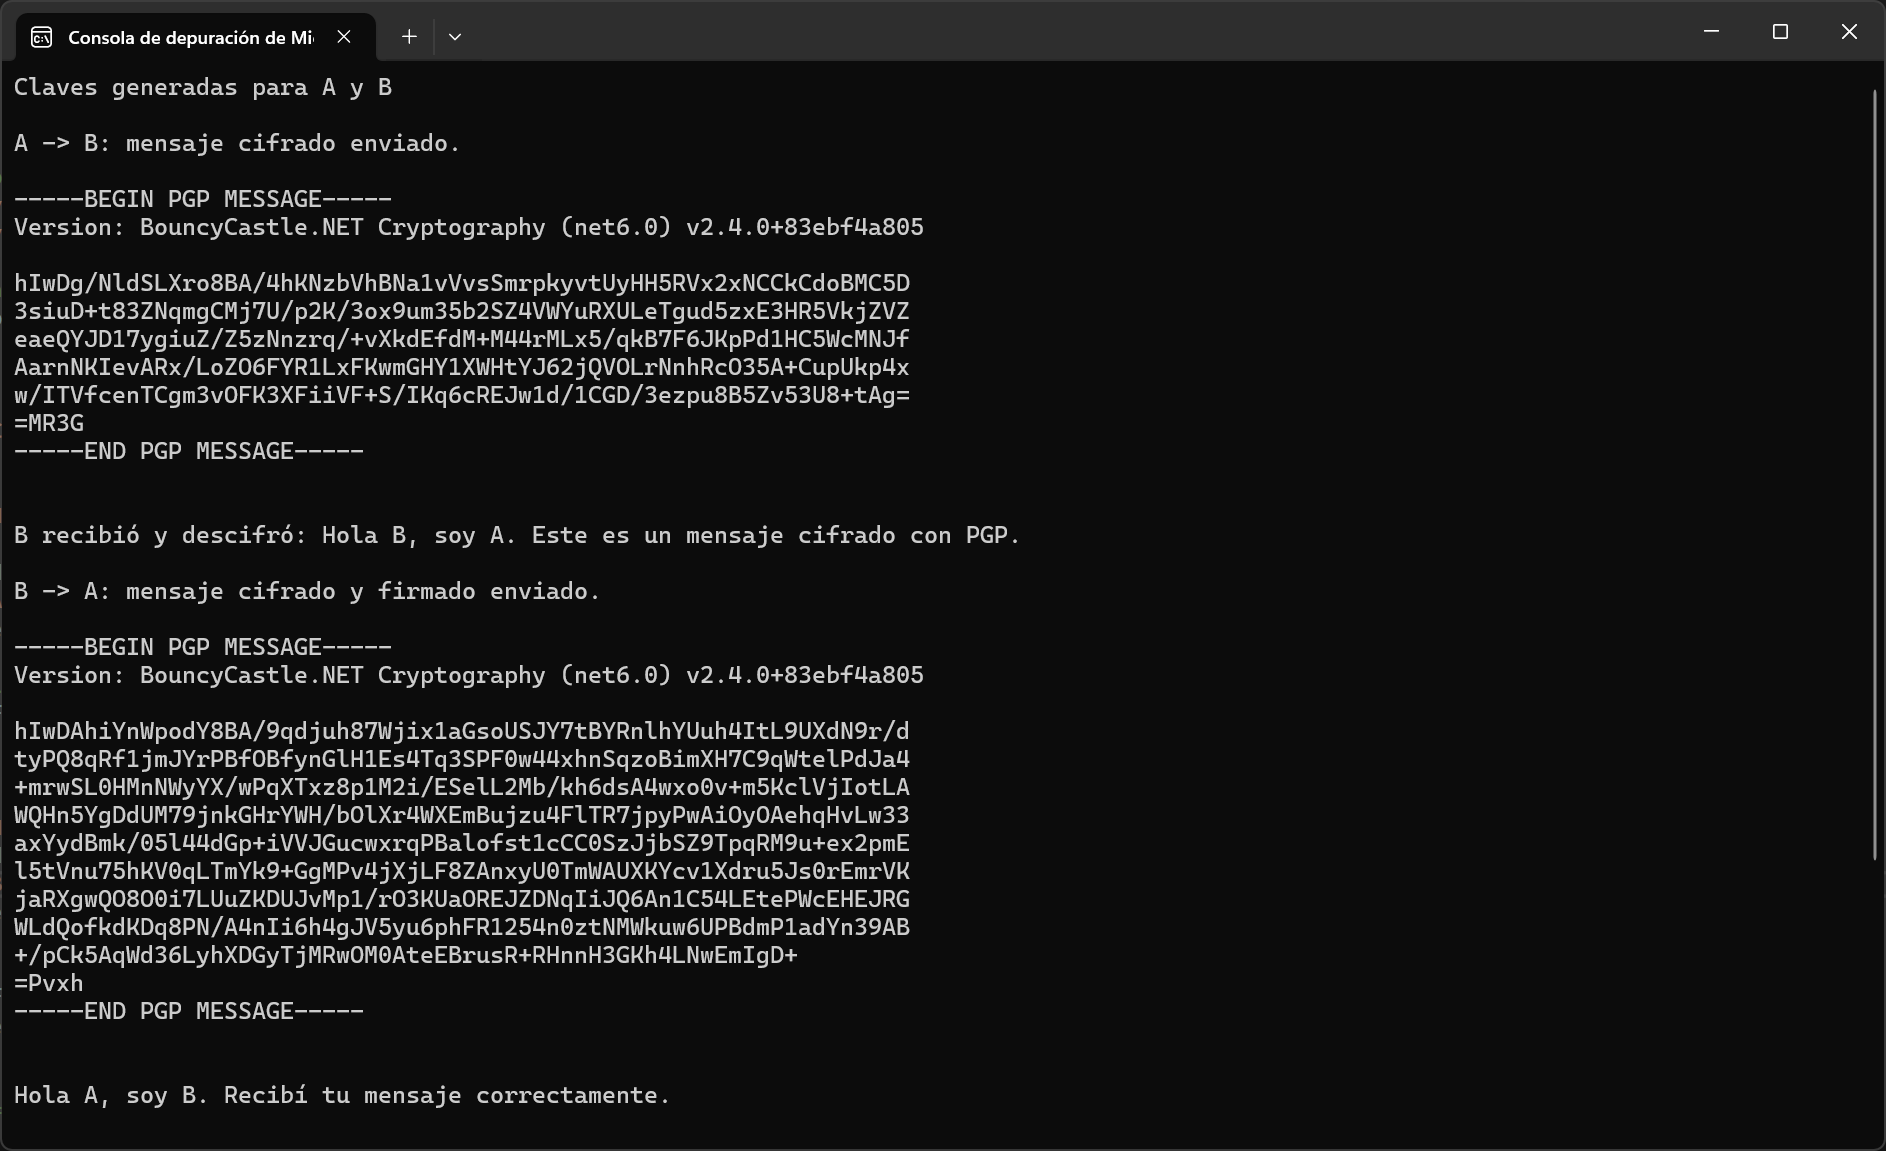 Consola de depuración de Mi
Claves generadas para A y B
A -> B: mensaje cifrado enviado.
-----BEGIN PGP MESSAGE-----
Version: BouncyCastle.NET Cryptography (net6.0) v2.4.0+83ebf4a805
hIwDg/NldSLXro8BA/4hKNzbVhBNa1vVvsSmrpkyvtUyHH5RVx2xNCCkCdoBMC5D
3siuD+t83ZNqmgCMj7U/p2K/3ox9um35b2SZ4VWYuRXULeTgud5zxE3HR5VkjZVZ
eaeQYJD17ygiuZ/Z5zNnzrq/+vXkdEfdM+M44rMLx5/qkB7F6JKpPd1HC5WcMNJf
AarnNKIevARx/LoZO6FYR1LxFKwmGHY1XWHtYJ62jQVOLrNnhRcO35A+CupUkp4x
w/ITVfcenTCgm3vOFK3XFiiVF+S/IKq6cREJw1d/1CGD/3ezpu8B5Zv53U8+tAg=
=MR3G
-----END PGP MESSAGE-----
B recibió y descifró: Hola B, soy A. Este es un mensaje cifrado con PGP.
B -> A: mensaje cifrado y firmado enviado.
-----BEGIN PGP MESSAGE-----
Version: BouncyCastle.NET Cryptography (net6.0) v2.4.0+83ebf4a805
hIwDAhiYnWpodY8BA/9qdjuh87Wjix1aGsoUSJY7tBYRnlhYUuh4ItL9UXdN9r/d
tyPQ8qRf1jmJYrPBfOBfynGlH1Es4Tq3SPF0w44xhnSqzoBimXH7C9qWtelPdJa4
+mrwSL0HMnNWyYX/wPqXTxz8p1M2i/ESelL2Mb/kh6dsA4wxo0v+m5KclVjIotLA
WQHn5YgDdUM79jnkGHrYWH/bOlXr4WXEmBujzu4FlTR7jpyPwAiOyOAehqHvLw33
axYydBmk/05l44dGp+iVVJGucwxrqPBalofst1cCC0SzJjbSZ9TpqRM9u+ex2pmE
l5tVnu75hKV0qLTmYk9+GgMPv4jXjLF8ZAnxyU0TmWAUXKYcv1Xdru5Js0rEmrVK
jaRXgwQO8O0i7LUuZKDUJvMp1/rO3KUaOREJZDNqIiJQ6An1C54LEtePWcEHEJRG
WLdQofkdKDq8PN/A4nIi6h4gJV5yu6phFR1254n0ztNMWkuw6UPBdmP1adYn39AB
+/pCk5AqWd36LyhXDGyTjMRwOM0AteEBrusR+RHnnH3GKh4LNwEmIgD+
=Pvxh
-----END PGP MESSAGE-----
Hola A, soy B. Recibí tu mensaje correctamente.